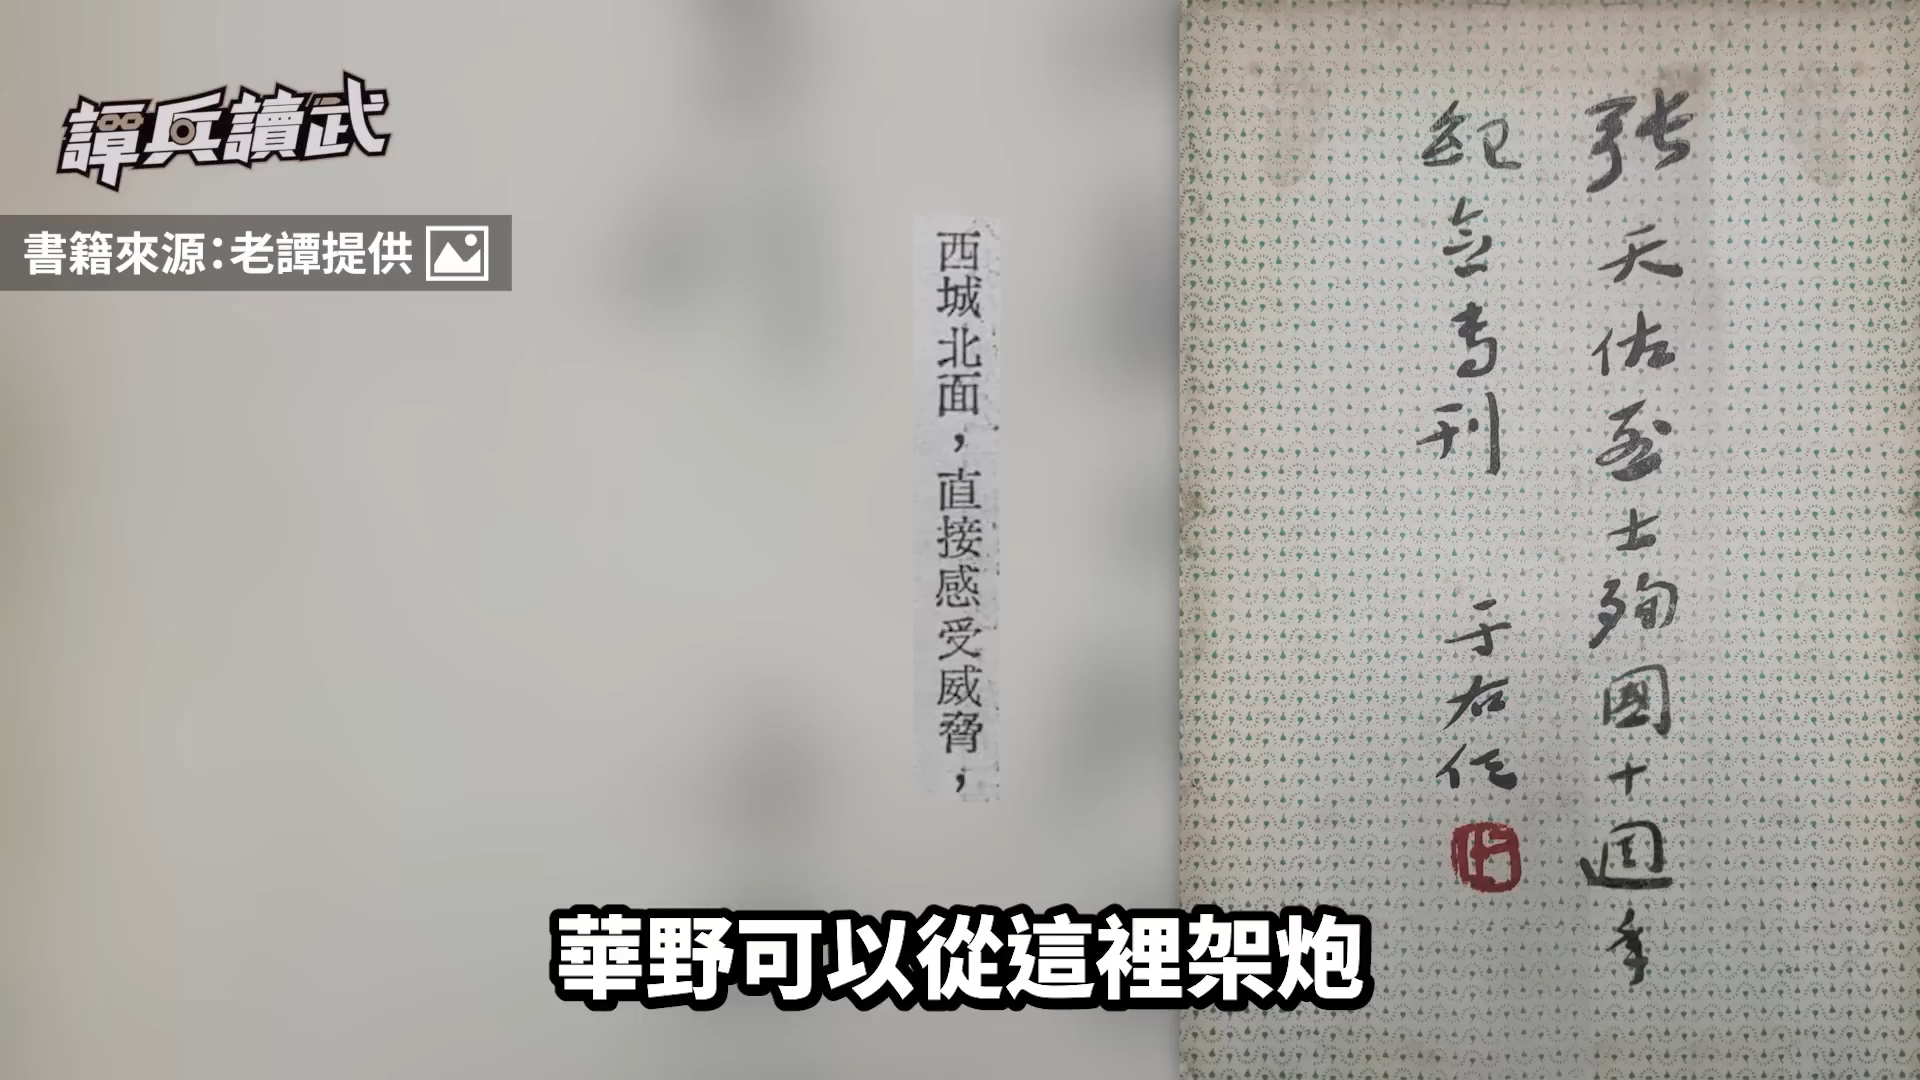 譚兵讀武
書籍來源：老譚提供
西城北面，直接感受威脅，
張天佑烈士殉國十週年
紀念專刊
于右任
華野可以從這裡架炮